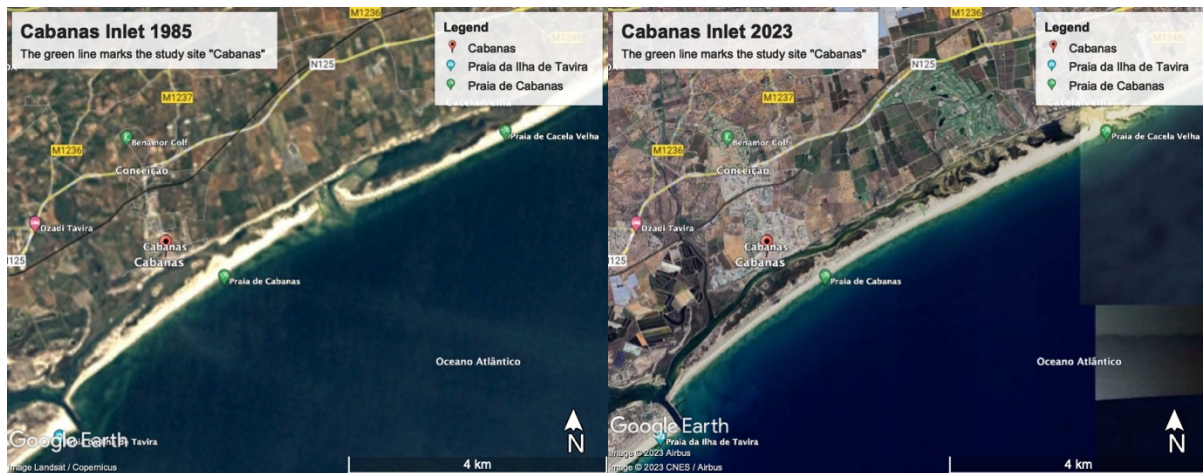 Cabanas Inlet 1985
The green line marks the study site "Cabanas"
Legend
Cabanas
Praia da Ilha de Tavira
Praia de Cabanas
M1236
N125
M1237
M1236
Benamor Golf
Conceição
Praia de Cacela Velha
Ozadi Tavira
N125
Cabanas
Cabanas
Praia de Cabanas
Oceano Atlântico
Google Earth
Image Landsat / Copernicus
N
4 km
Cabanas Inlet 2023
The green line marks the study site "Cabanas"
Legend
Cabanas
Praia da Ilha de Tavira
Praia de Cabanas
M1236
N125
M1237
M1236
Benamor Golf
Conceição
Praia de Cacela Velha
Ozadi Tavira
Cabanas
Cabanas
Praia de Cabanas
Oceano Atlântico
Google Earth
Praia da Ilha de Tavira
Image © 2023 Airbus
Image © 2023 CNES / Airbus
N
4 km